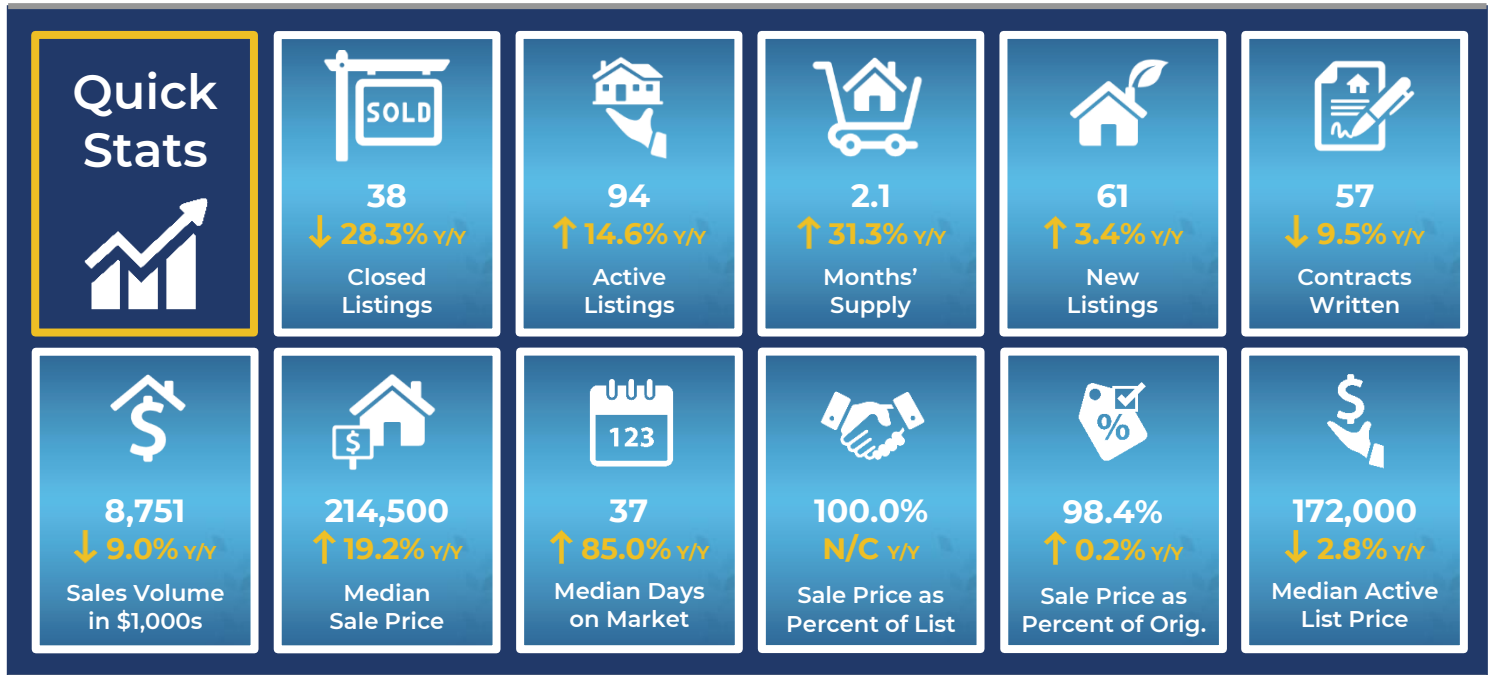 Quick
Stats
SOLD
38
↓ 28.3% Y/Y
Closed
Listings
94
↑ 14.6% Y/Y
Active
Listings
2.1
↑ 31.3% Y/Y
Months’
Supply
61
↑ 3.4% Y/Y
New
Listings
57
↓ 9.5% Y/Y
Contracts
Written
$
8,751
↓ 9.0% Y/Y
Sales Volume
in $1,000s
$
214,500
↑ 19.2% Y/Y
Median
Sale Price
123
37
↑ 85.0% Y/Y
Median Days
on Market
100.0%
N/C Y/Y
Sale Price as
Percent of List
%
98.4%
↑ 0.2% Y/Y
Sale Price as
Percent of Orig.
$
172,000
↓ 2.8% Y/Y
Median Active
List Price